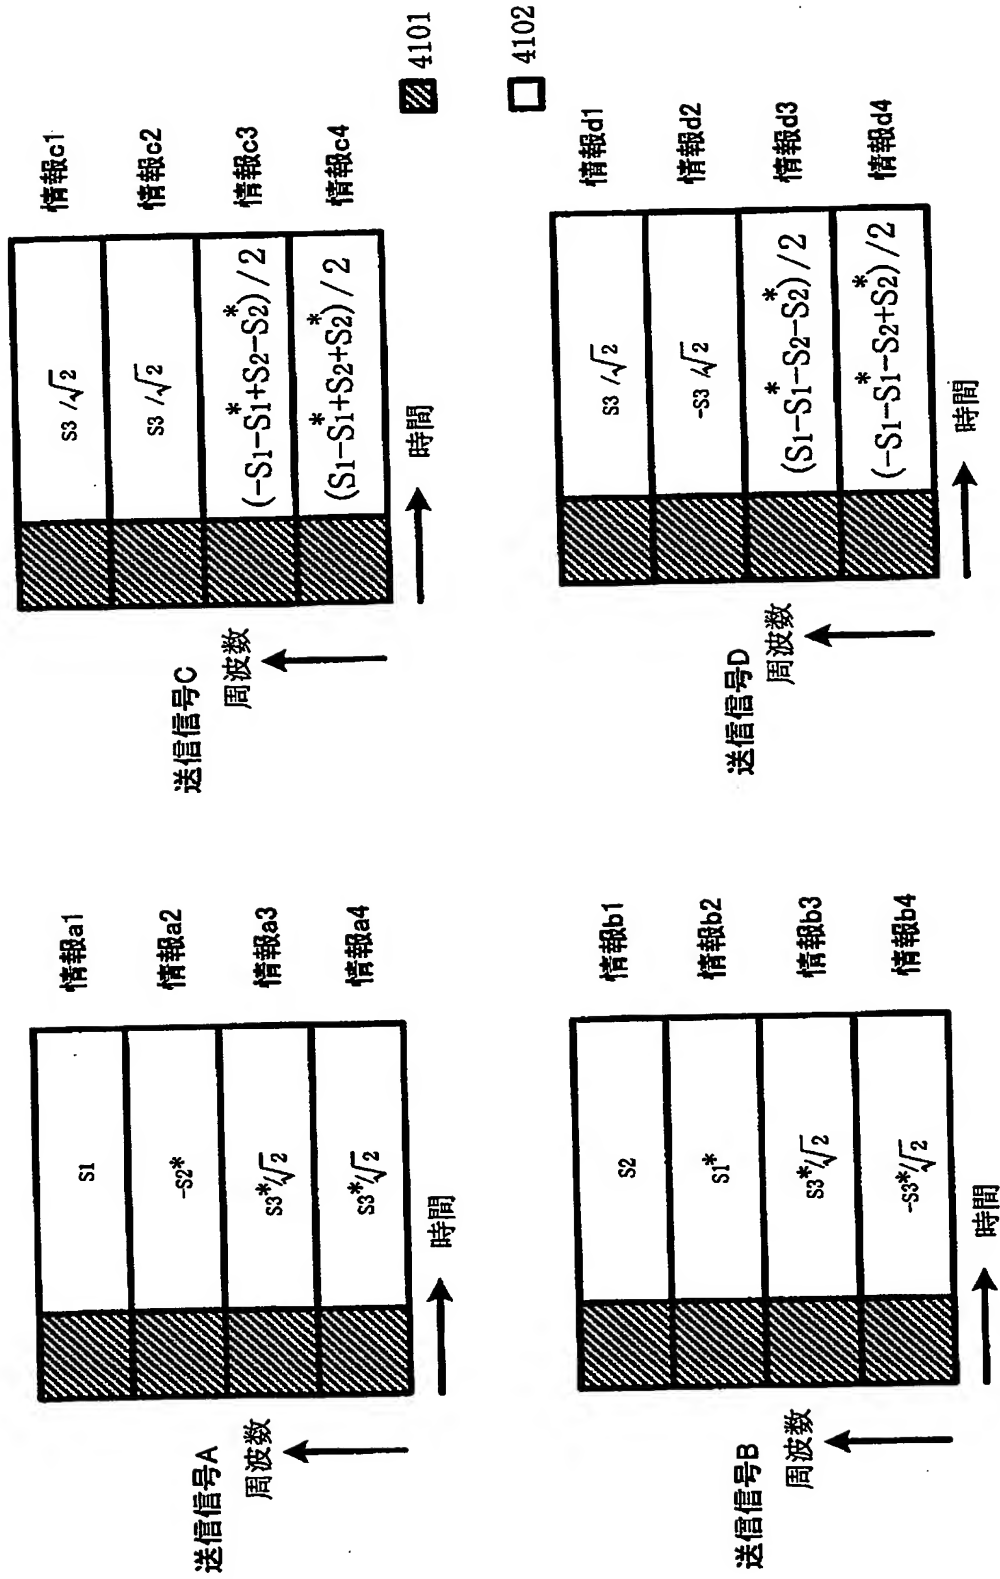 送信信号A
周波数
S1 情報a1
-S2* 情報a2
S3*/√2 情報a3
S3*/√2 情報a4
時間
送信信号C
周波数
S3/√2 情報c1
S3/√2 情報c2
(-S1-S1*+S2-S2*)/2 情報c3
(S1-S1*+S2+S2*)/2 情報c4
時間
4101
4102
送信信号B
周波数
S2 情報b1
S1* 情報b2
S3*/√2 情報b3
-S3*/√2 情報b4
時間
送信信号D
周波数
S3/√2 情報d1
-S3/√2 情報d2
(S1-S1*-S2-S2*)/2 情報d3
(-S1-S1*-S2+S2*)/2 情報d4
時間